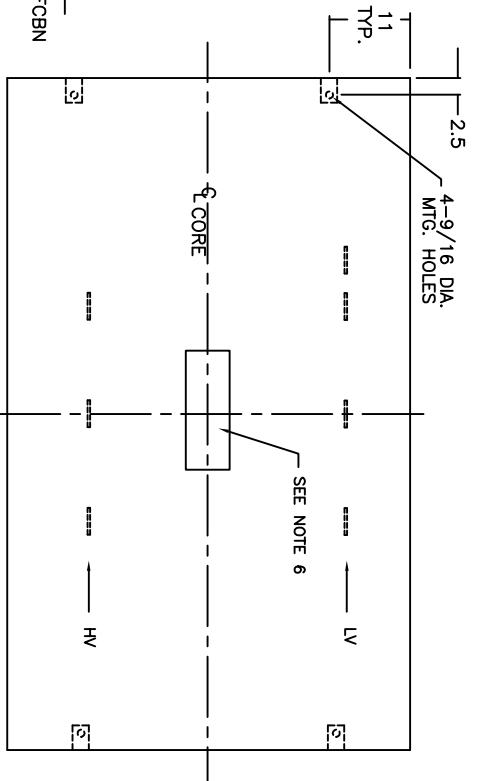 11
TYP.
2.5
4-9/16 DIA.
MTG. HOLES
FCBN
℄ CORE
SEE NOTE 6
LV
HV